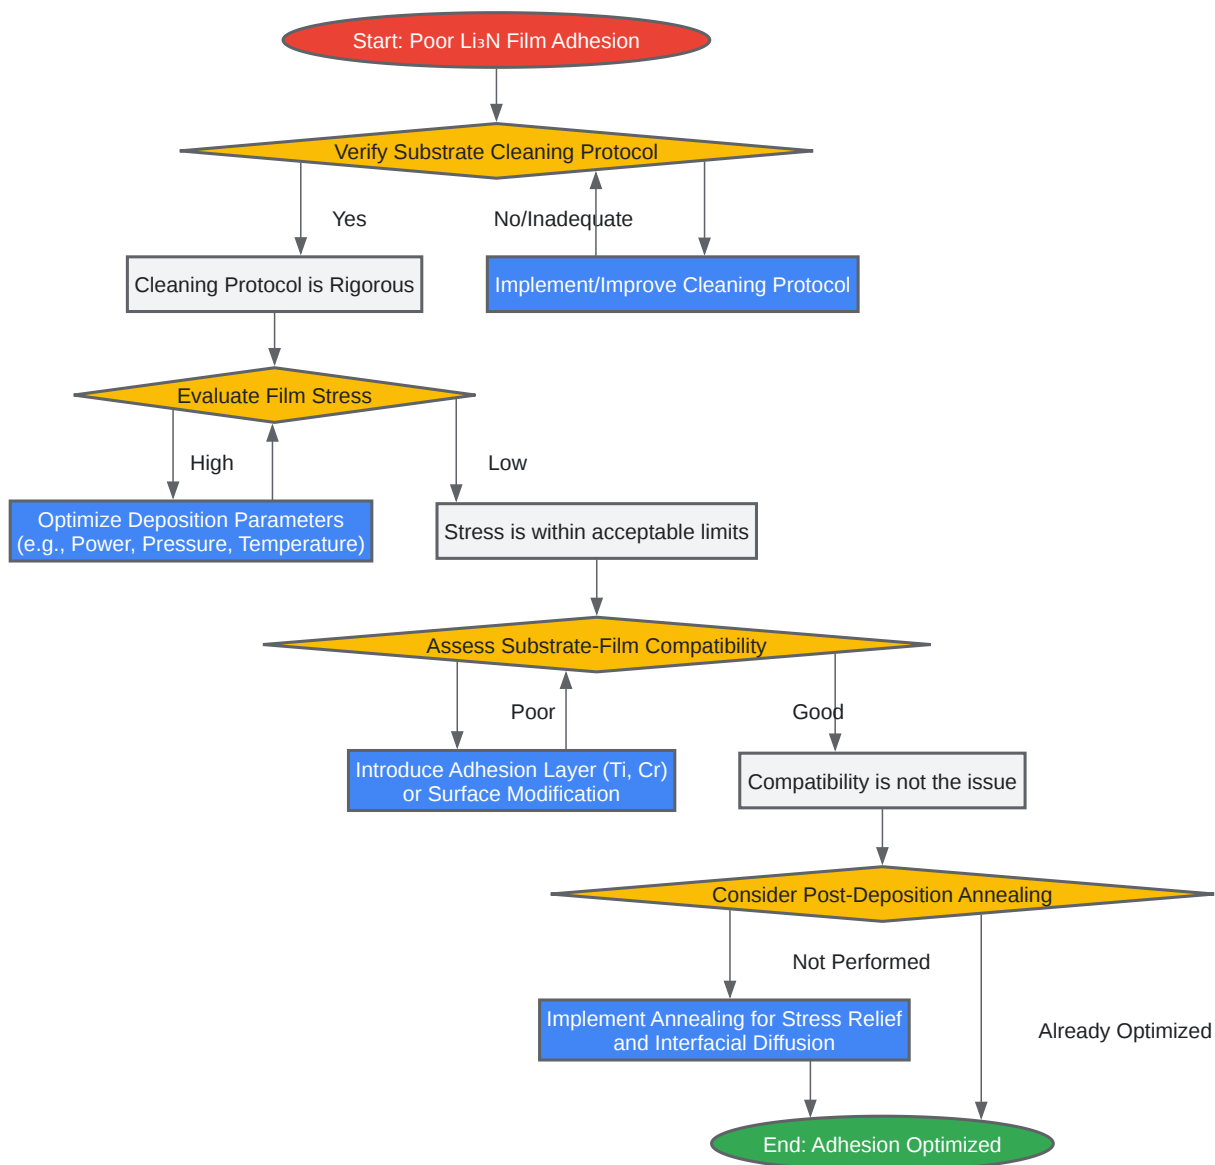 Start: Poor Li₃N Film Adhesion
Verify Substrate Cleaning Protocol
Yes
No/Inadequate
Cleaning Protocol is Rigorous
Implement/Improve Cleaning Protocol
Evaluate Film Stress
High
Low
Optimize Deposition Parameters
(e.g., Power, Pressure, Temperature)
Stress is within acceptable limits
Assess Substrate-Film Compatibility
Poor
Good
Introduce Adhesion Layer (Ti, Cr)
or Surface Modification
Compatibility is not the issue
Consider Post-Deposition Annealing
Not Performed
Implement Annealing for Stress Relief
and Interfacial Diffusion
Already Optimized
End: Adhesion Optimized